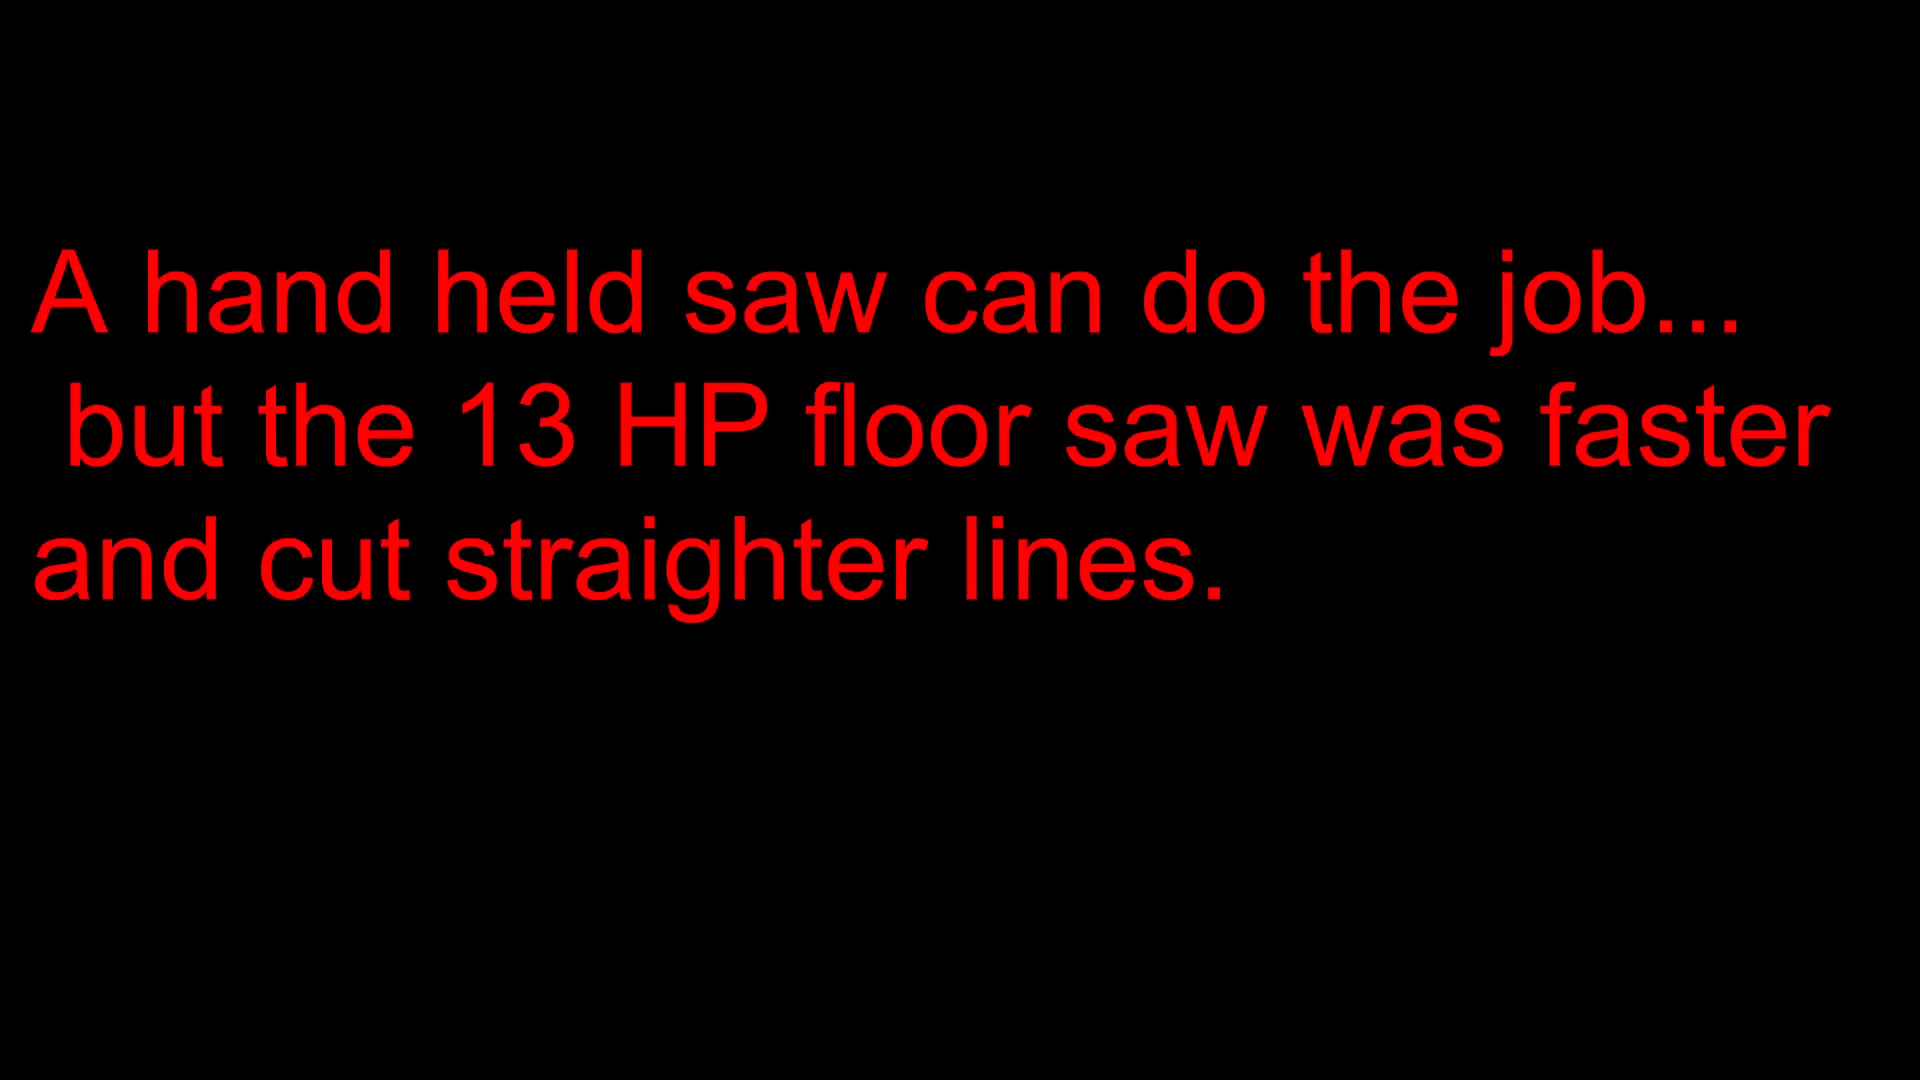 A hand held saw can do the job...
but the 13 HP floor saw was faster
and cut straighter lines.